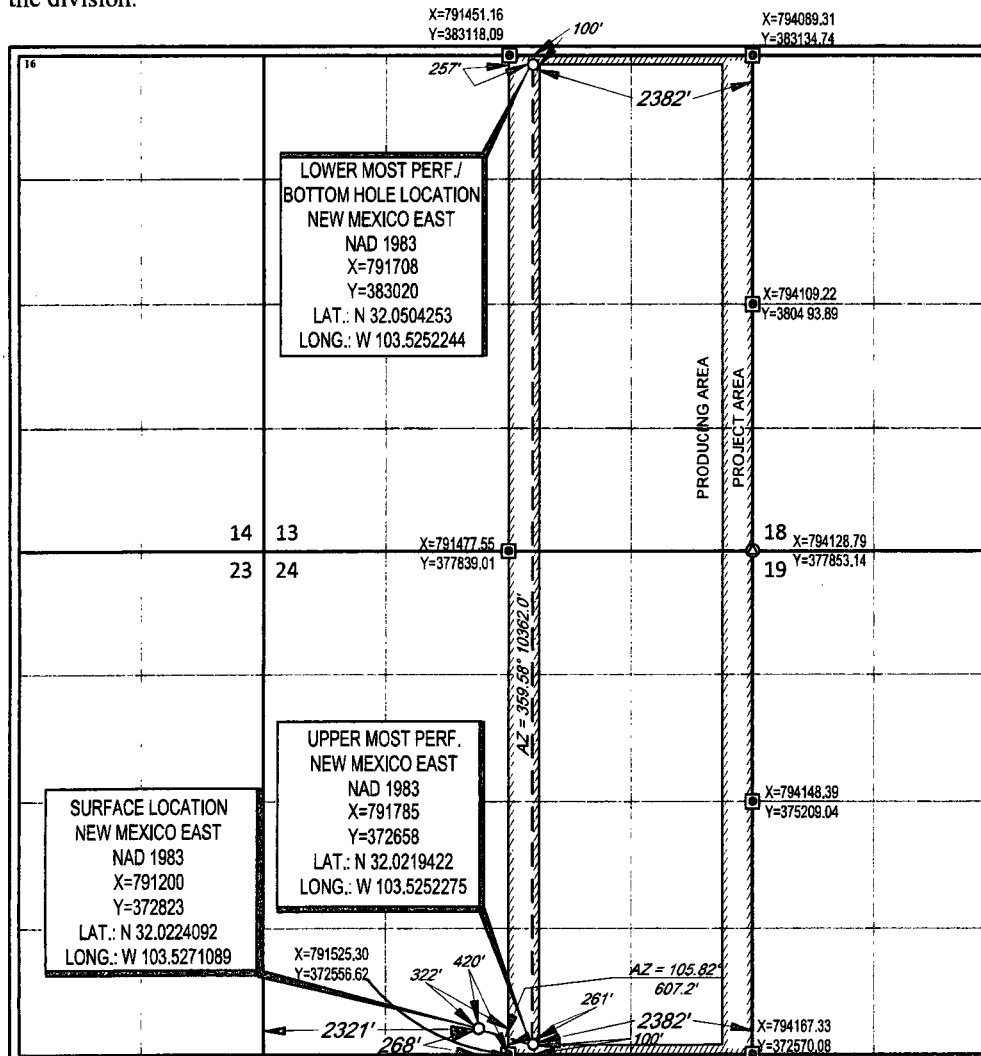 the division.
X=791451.16
Y=383118.09
100'
X=794089.31
Y=383134.74
16
257'
2382'
LOWER MOST PERF./
BOTTOM HOLE LOCATION
NEW MEXICO EAST
NAD 1983
X=791708
Y=383020
LAT.: N 32.0504253
LONG.: W 103.5252244
X=794109.22
Y=3804 93.89
PRODUCING AREA
PROJECT AREA
14 13
18
X=791477.55
Y=377839.01
X=794128.79
Y=377853.14
23 24
19
AZ = 359.58° 10362.0'
UPPER MOST PERF.
NEW MEXICO EAST
NAD 1983
X=791785
Y=372658
LAT.: N 32.0219422
LONG.: W 103.5252275
SURFACE LOCATION
NEW MEXICO EAST
NAD 1983
X=791200
Y=372823
LAT.: N 32.0224092
LONG.: W 103.5271089
X=794148.39
Y=375209.04
X=791525.30
Y=372556.62
420'
322'
AZ = 105.82°
607.2'
261'
2321'
268'
2382'
100'
X=794167.33
Y=372570.08